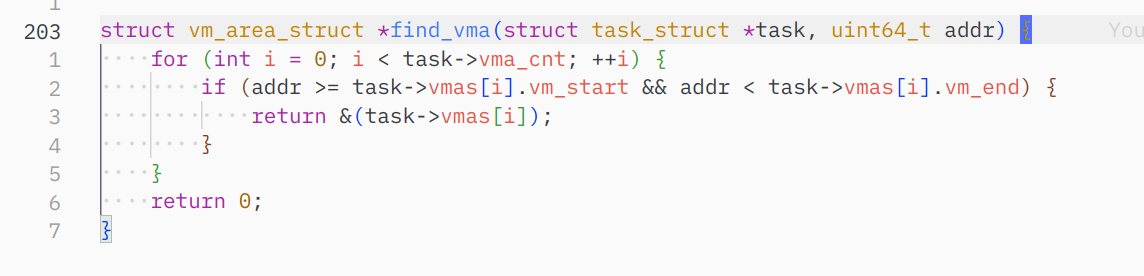 203 struct vm_area_struct *find_vma(struct task_struct *task, uint64_t addr) { You
1 ····for (int i = 0; i < task->vma_cnt; ++i) {
2 ········if (addr >= task->vmas[i].vm_start && addr < task->vmas[i].vm_end) {
3 ············return &(task->vmas[i]);
4 ········}
5 ····}
6 ····return 0;
7 }